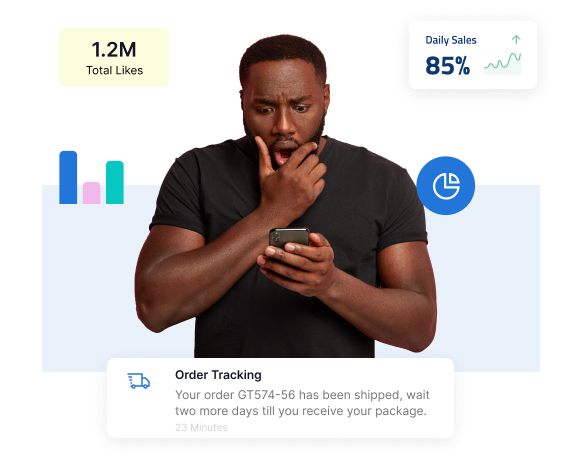 1.2M
Total Likes
Daily Sales
85%
Order Tracking
Your order GT574-56 has been shipped, wait
two more days till you receive your package.
23 Minutes